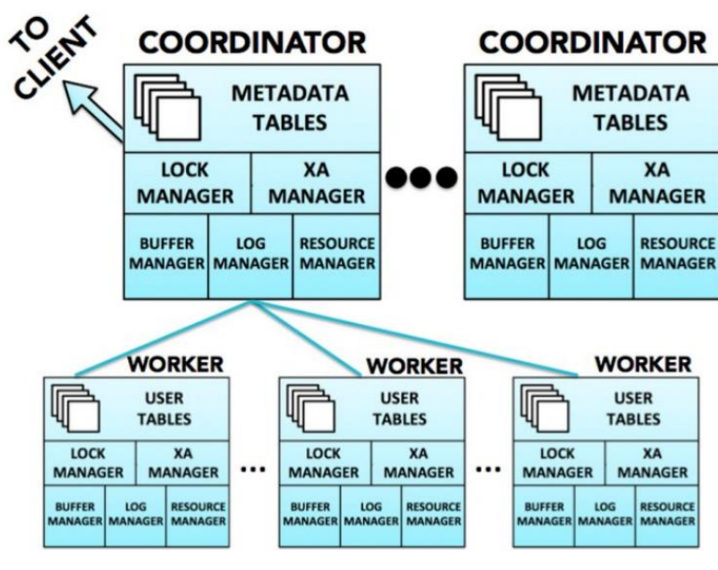 TO
CLIENT
COORDINATOR
METADATA
TABLES
LOCK
MANAGER
XA
MANAGER
BUFFER
MANAGER
LOG
MANAGER
RESOURCE
MANAGER
COORDINATOR
METADATA
TABLES
LOCK
MANAGER
XA
MANAGER
BUFFER
MANAGER
LOG
MANAGER
RESOURCE
MANAGER
WORKER
USER
TABLES
LOCK
MANAGER
XA
MANAGER
BUFFER
MANAGER
LOG
MANAGER
RESOURCE
MANAGER
WORKER
USER
TABLES
LOCK
MANAGER
XA
MANAGER
BUFFER
MANAGER
LOG
MANAGER
RESOURCE
MANAGER
WORKER
USER
TABLES
LOCK
MANAGER
XA
MANAGER
BUFFER
MANAGER
LOG
MANAGER
RESOURCE
MANAGER